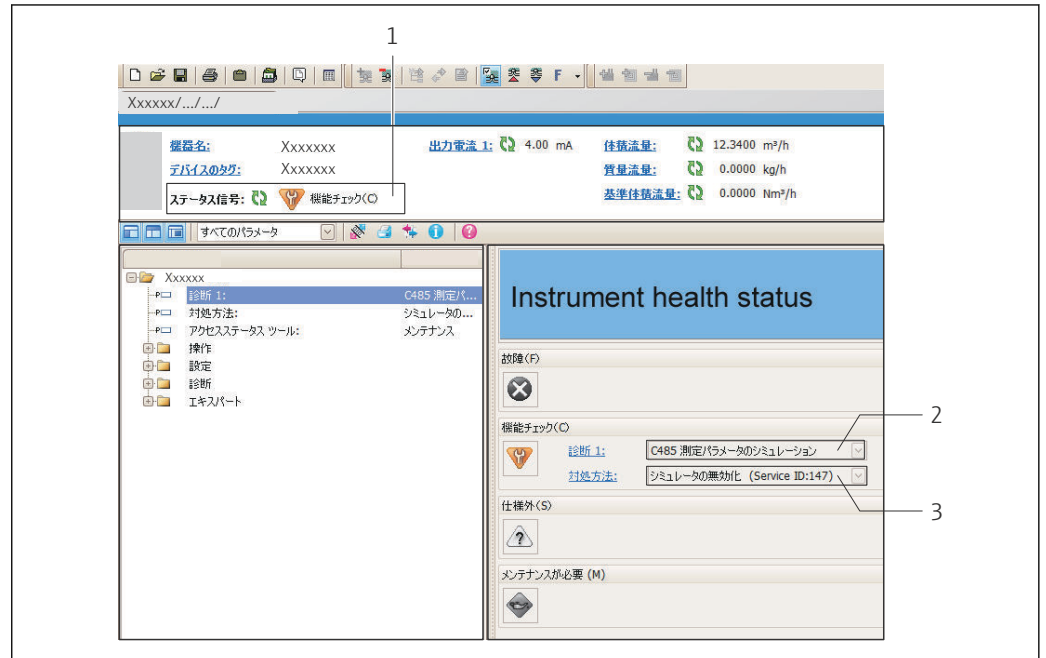 1
F
Xxxxxx/.../.../
機器名: Xxxxxxx 出力電流 1: 4.00 mA 体積流量: 12.3400 m³/h
デバイスのタグ: Xxxxxxx 質量流量: 0.0000 kg/h
ステータス信号: 機能チェック(C) 基準体積流量: 0.0000 Nm³/h
すべてのパラメータ
Xxxxxx
診断 1: C485 測定パ...
対処方法: シミュレータの...
アクセスステータス ツール: メンテナンス
操作
設定
診断
エキスパート
Instrument health status
故障(F)
機能チェック(C)
診断 1: C485 測定パラメータのシミュレーション
2
対処方法: シミュレータの無効化 (Service ID:147)
3
仕様外(S)
メンテナンスが必要 (M)